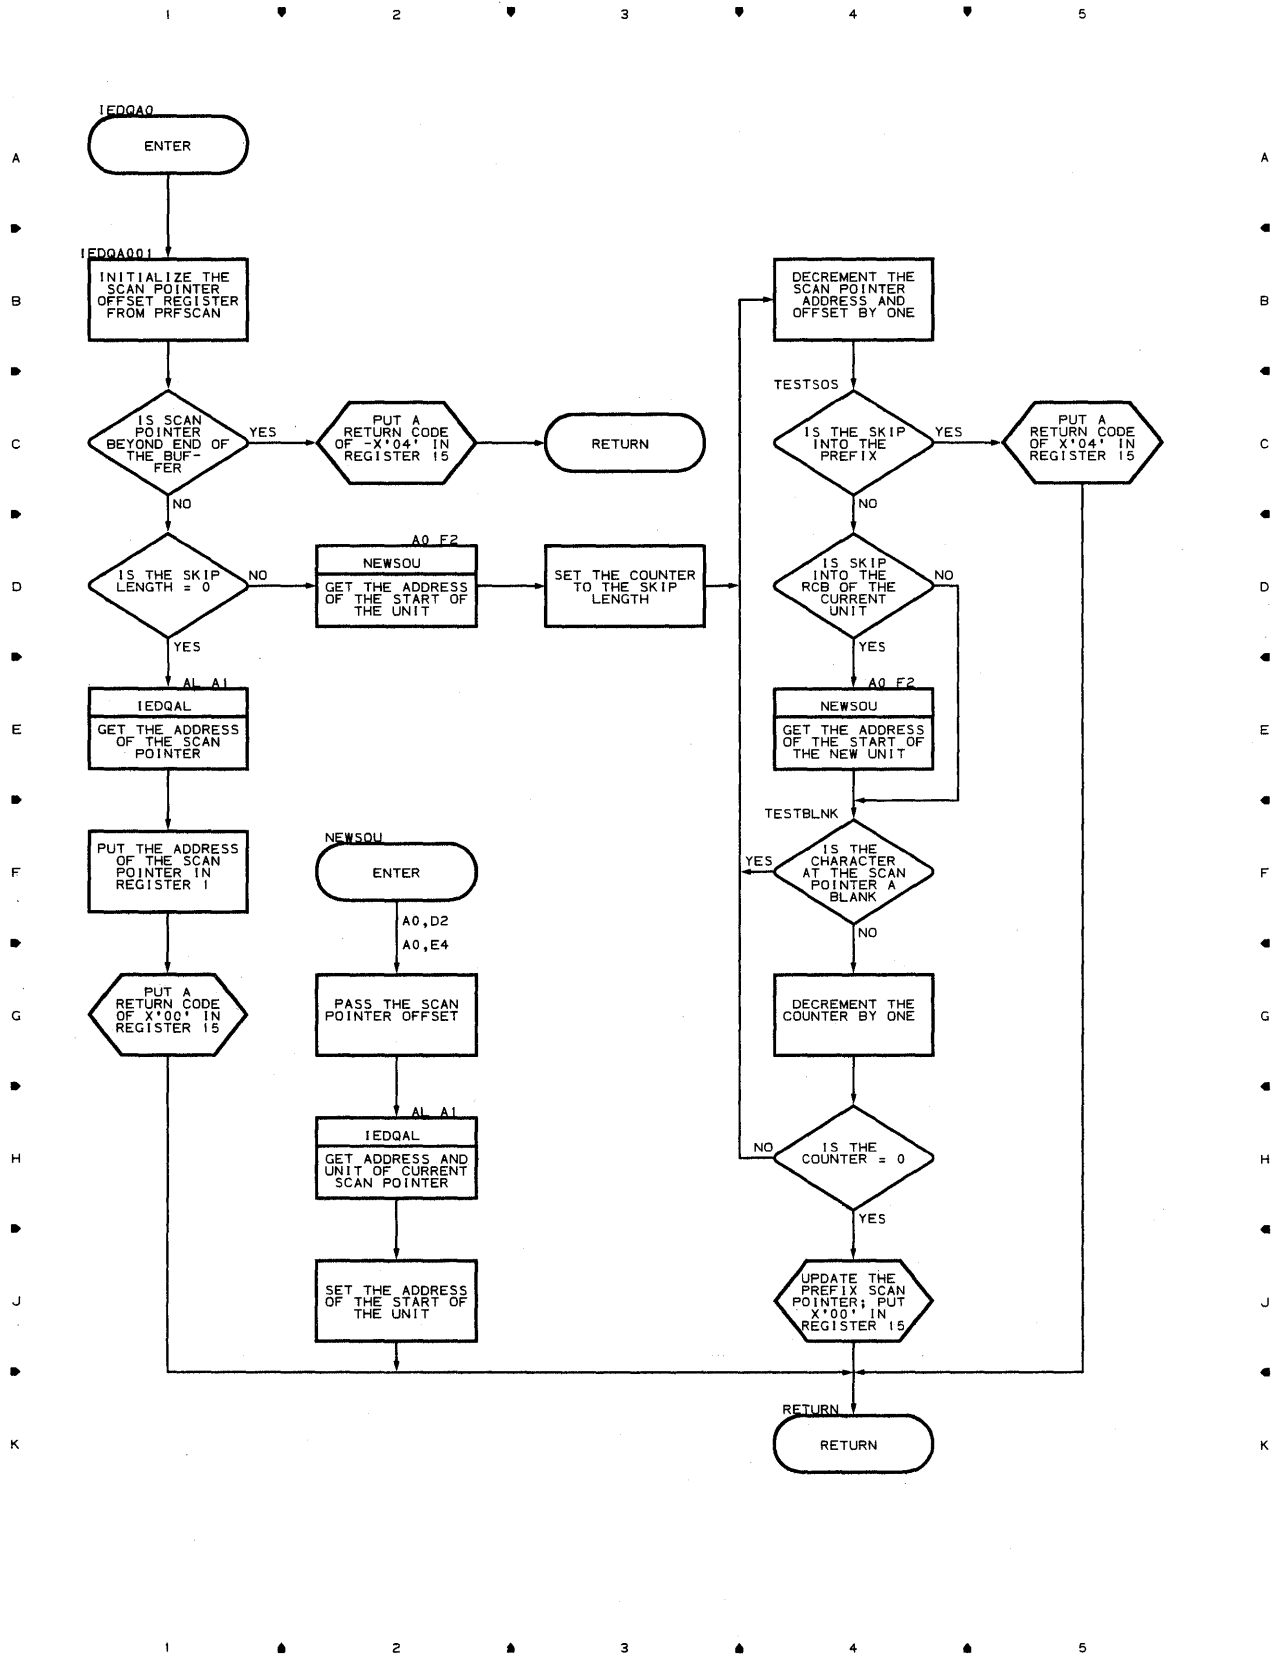 1 2 3 4 5
IEDQA0
ENTER
A A
IEDQA001
INITIALIZE THE
SCAN POINTER
OFFSET REGISTER
FROM PRFSCAN
DECREMENT THE
SCAN POINTER
ADDRESS AND
OFFSET BY ONE
B B
IS SCAN
POINTER
BEYOND END OF
THE BUF-
FER
YES
NO
PUT A
RETURN CODE
OF -X'04' IN
REGISTER 15
RETURN
TESTSOS
IS THE SKIP
INTO THE
PREFIX
YES
NO
PUT A
RETURN CODE
OF X'04' IN
REGISTER 15
C C
IS THE SKIP
LENGTH = 0
NO
YES
A0 F2
NEWSOU
GET THE ADDRESS
OF THE START OF
THE UNIT
SET THE COUNTER
TO THE SKIP
LENGTH
IS SKIP
INTO THE
RCB OF THE
CURRENT
UNIT
NO
YES
D D
AL A1
IEDQAL
GET THE ADDRESS
OF THE SCAN
POINTER
A0 F2
NEWSOU
GET THE ADDRESS
OF THE START OF
THE NEW UNIT
E E
PUT THE ADDRESS
OF THE SCAN
POINTER IN
REGISTER 1
NEWSOU
ENTER
A0,D2
A0,E4
TESTBLNK
IS THE
CHARACTER
AT THE SCAN
POINTER A
BLANK
YES
NO
F F
PUT A
RETURN CODE
OF X'00' IN
REGISTER 15
PASS THE SCAN
POINTER OFFSET
DECREMENT THE
COUNTER BY ONE
G G
AL A1
IEDQAL
GET ADDRESS AND
UNIT OF CURRENT
SCAN POINTER
IS THE
COUNTER = 0
NO
YES
H H
SET THE ADDRESS
OF THE START OF
THE UNIT
UPDATE THE
PREFIX SCAN
POINTER; PUT
X'00' IN
REGISTER 15
J J
RETURN
RETURN
K K
1 2 3 4 5